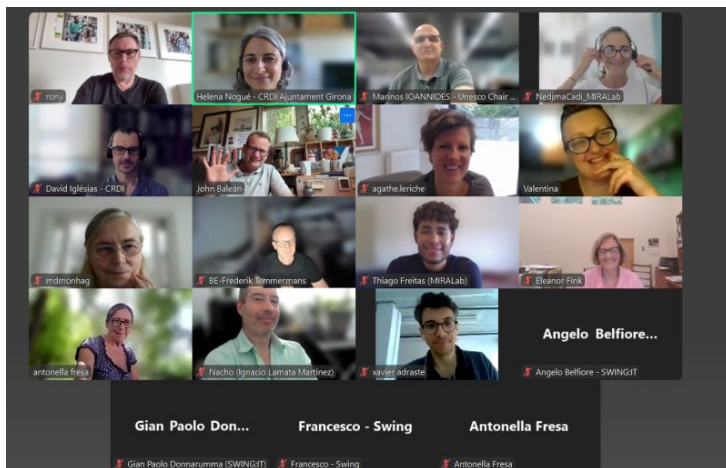 rony
Helena Nogué - CRDI Ajuntament Girona
Marinos IOANNIDES - Unesco Chair ...
NedjmaCadi_MIRALab
David Iglésias - CRDI
John Balean
agathe.leriche
Valentina
mdmonhag
BE-Frederik Temmermans
Thiago Freitas (MIRALab)
Eleanor Fink
antonella fresa
Nacho (Ignacio Lamata Martinez)
xavier adraste
Angelo Belfiore...
Angelo Belfiore - SWING:IT
Gian Paolo Don...
Gian Paolo Donnarumma (SWING:IT)
Francesco - Swing
Francesco - Swing
Antonella Fresa
Antonella Fresa